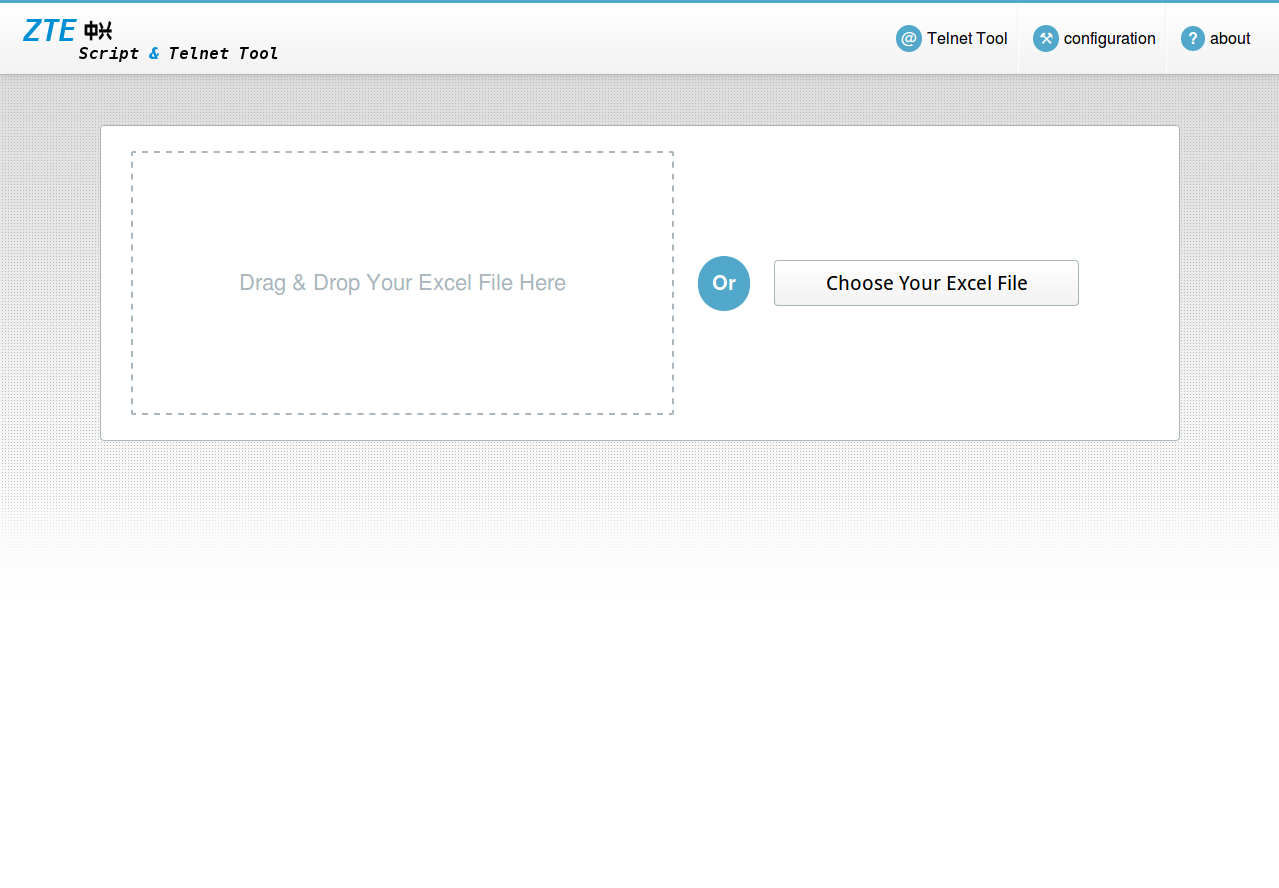 ZTE 中兴
Script & Telnet Tool
@ Telnet Tool
⚒ configuration
? about
Drag & Drop Your Excel File Here
Or
Choose Your Excel File